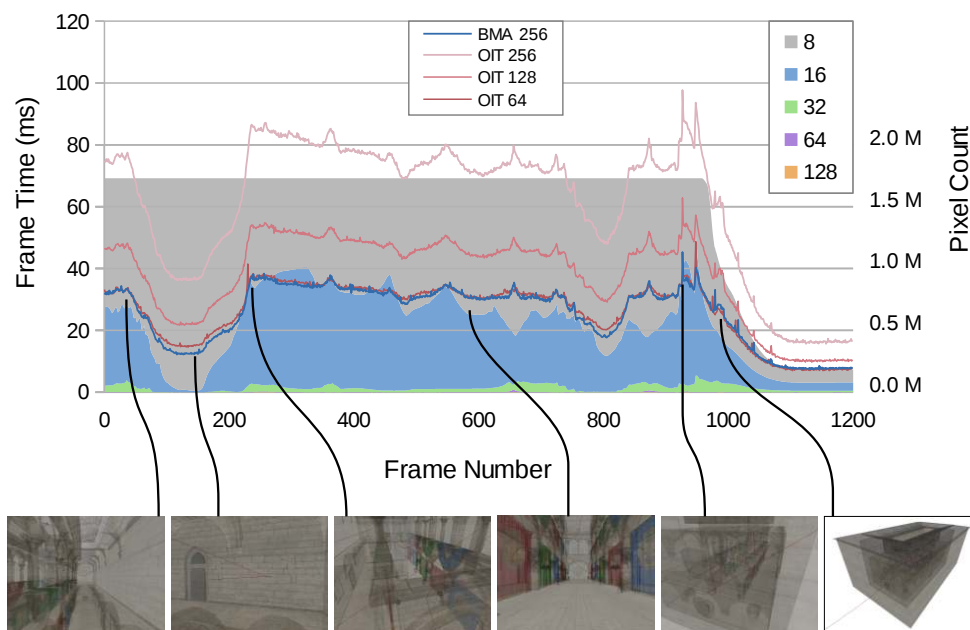 120
100
80
60
40
20
0
Frame Time (ms)
BMA 256
OIT 256
OIT 128
OIT 64
8
16
32
64
128
2.0 M
1.5 M
1.0 M
0.5 M
0.0 M
Pixel Count
0 200 400 600 800 1000 1200
Frame Number